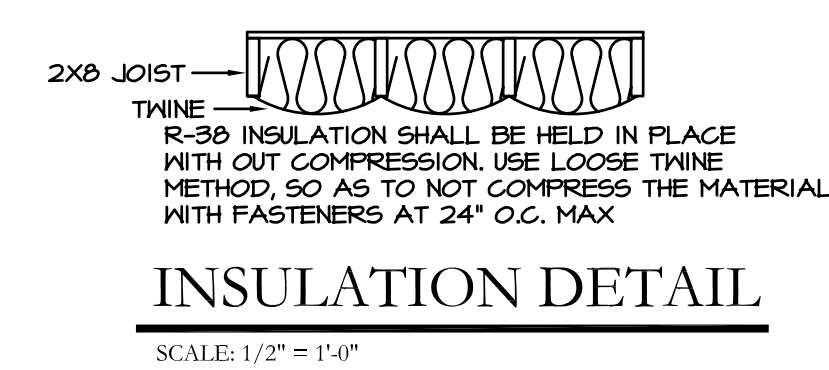 2X8 JOIST
TWINE
R-38 INSULATION SHALL BE HELD IN PLACE
WITH OUT COMPRESSION. USE LOOSE TWINE
METHOD, SO AS TO NOT COMPRESS THE MATERIAL
WITH FASTENERS AT 24" O.C. MAX
INSULATION DETAIL
SCALE: 1/2" = 1'-0"